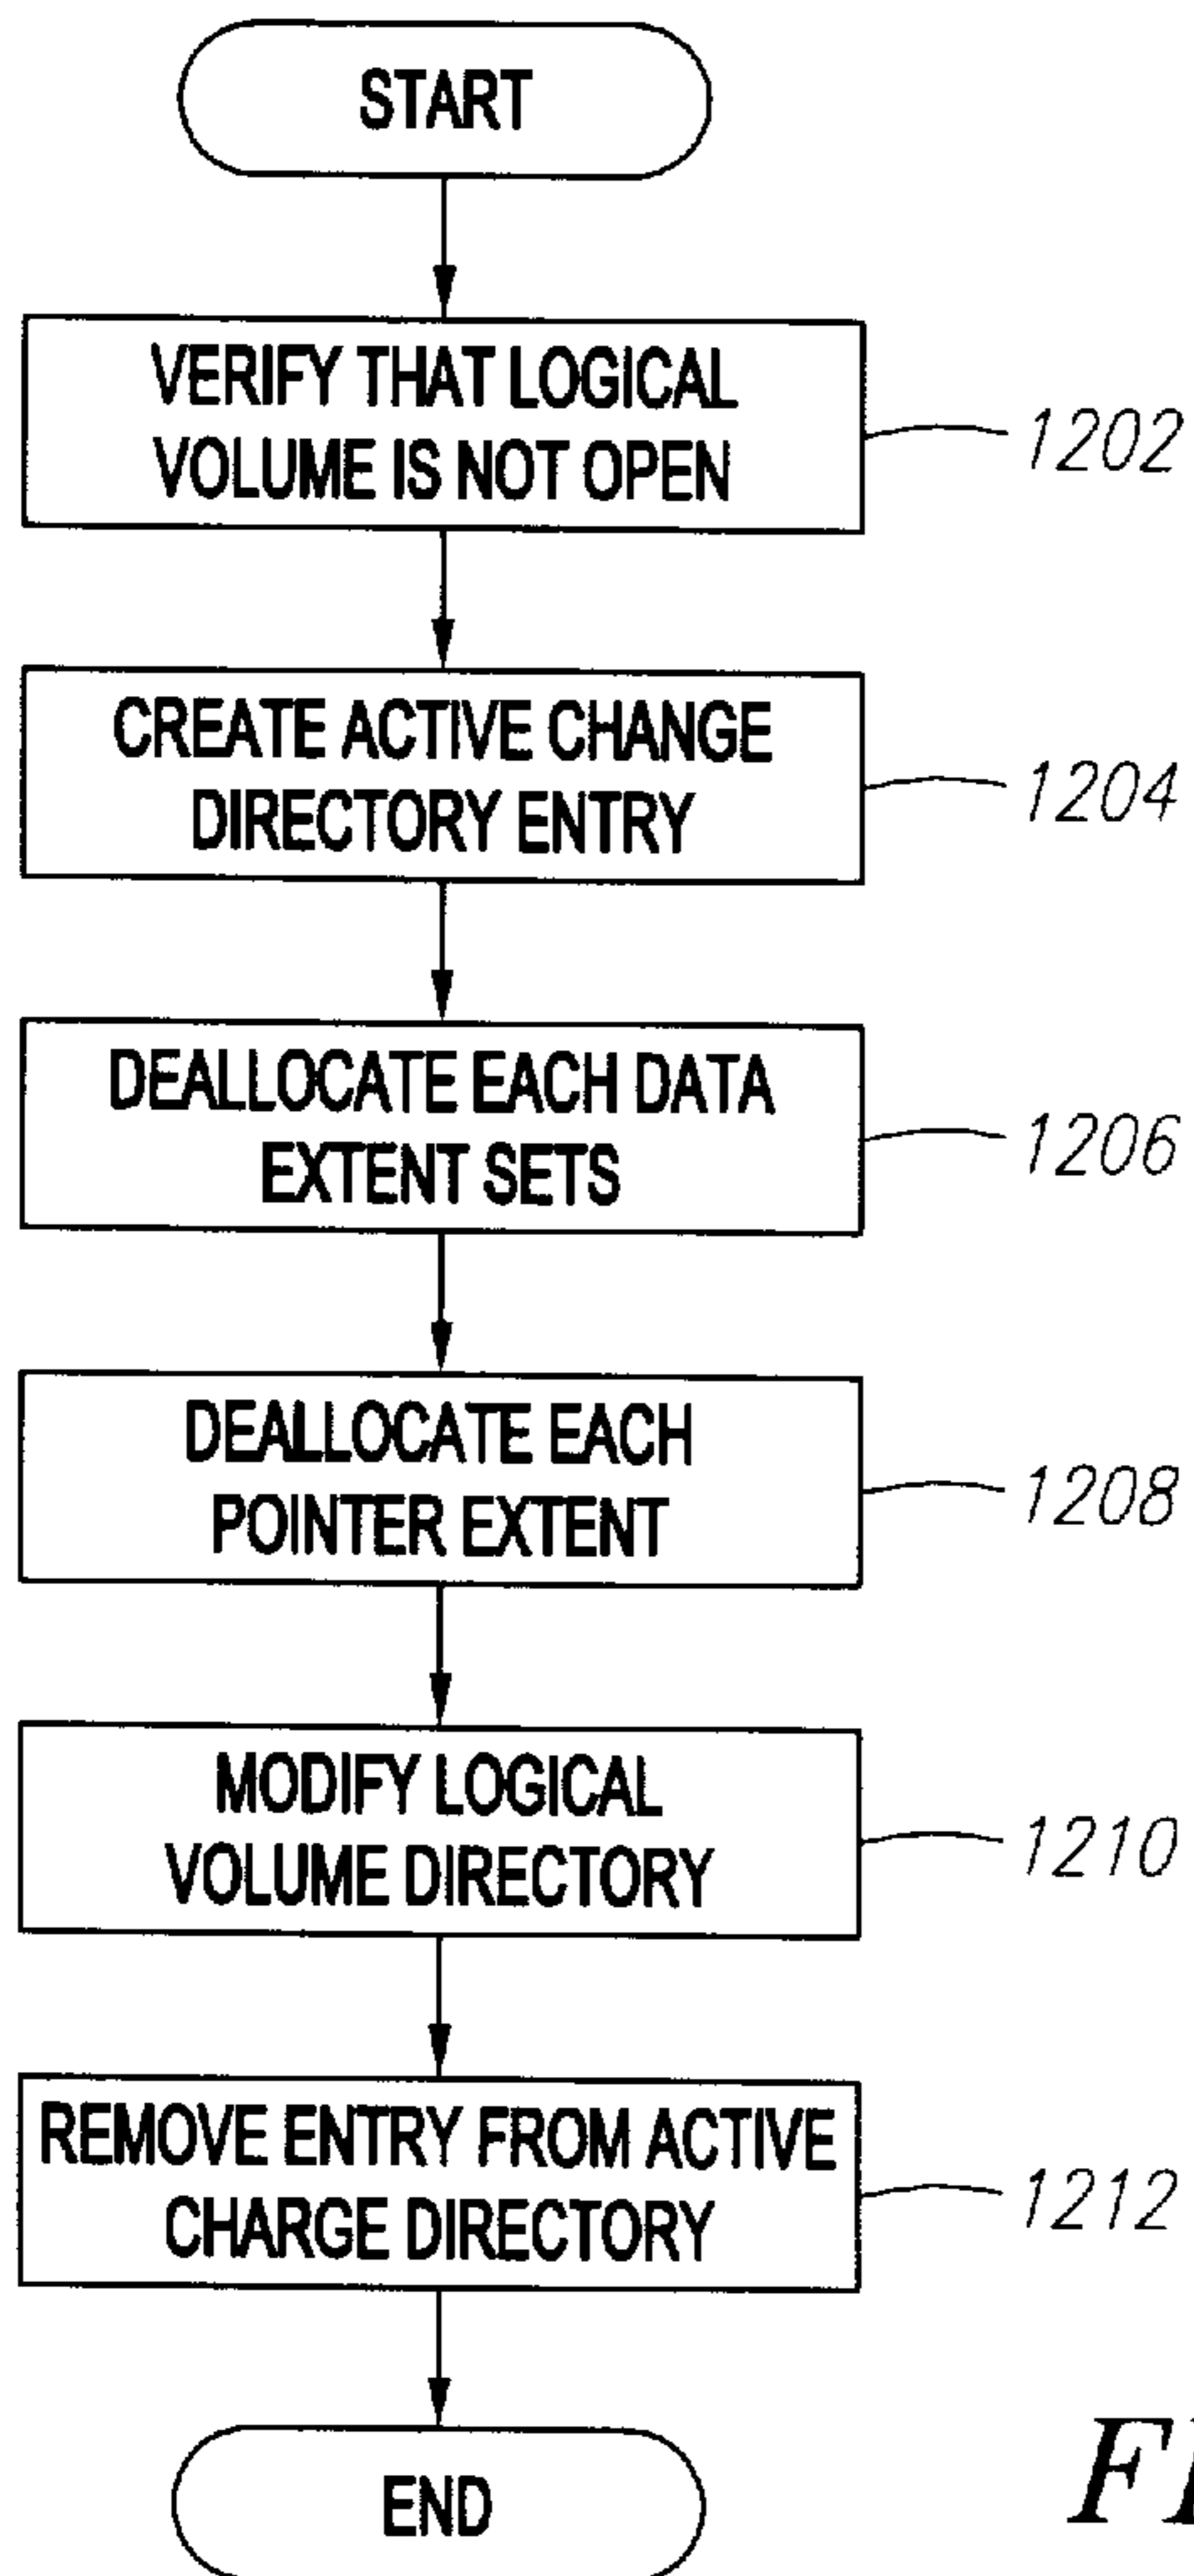 START
VERIFY THAT LOGICAL
VOLUME IS NOT OPEN
1202
CREATE ACTIVE CHANGE
DIRECTORY ENTRY
1204
DEALLOCATE EACH DATA
EXTENT SETS
1206
DEALLOCATE EACH
POINTER EXTENT
1208
MODIFY LOGICAL
VOLUME DIRECTORY
1210
REMOVE ENTRY FROM ACTIVE
CHARGE DIRECTORY
1212
END